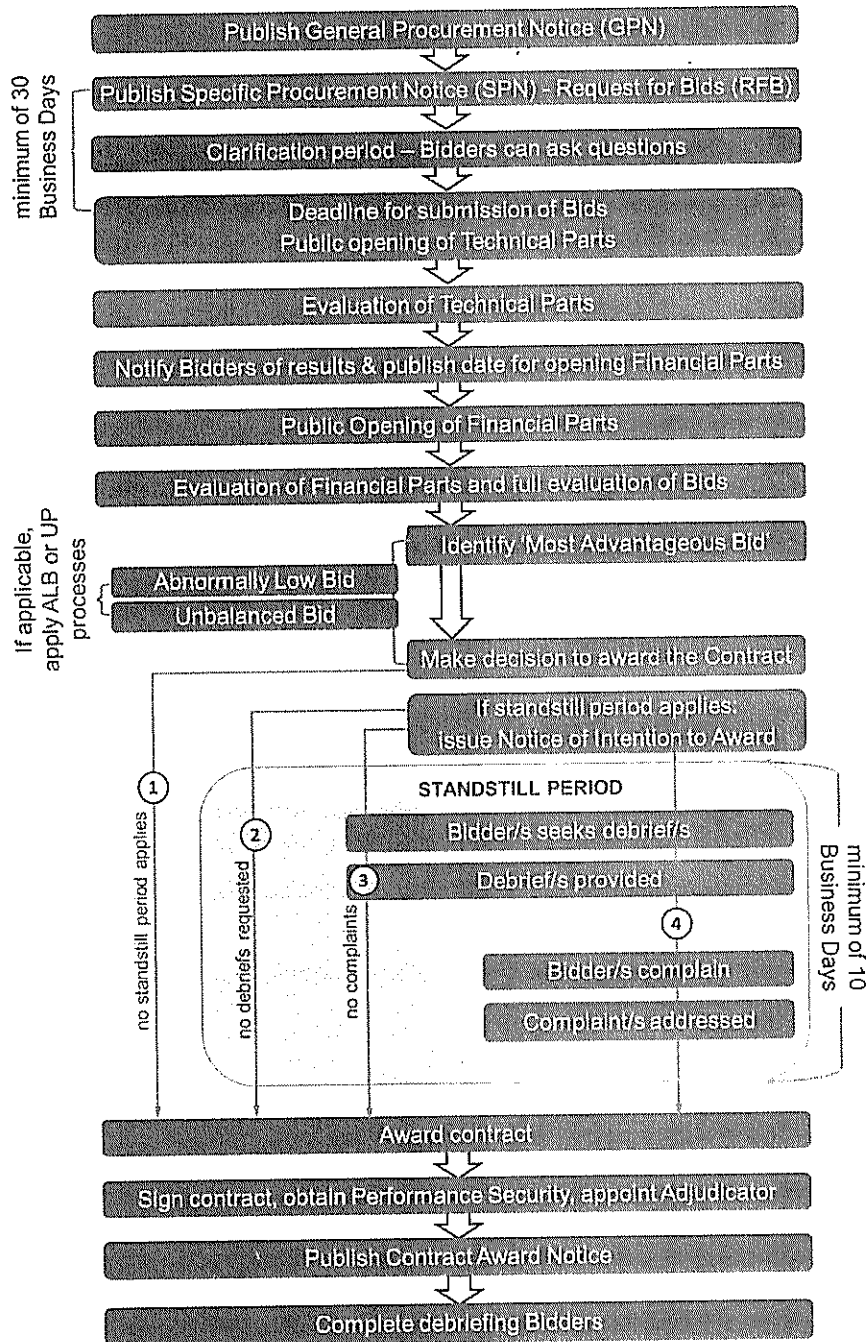 Publish General Procurement Notice (GPN)
minimum of 30
Business Days
Publish Specific Procurement Notice (SPN) - Request for Bids (RFB)
Clarification period – Bidders can ask questions
Deadline for submission of Bids
Public opening of Technical Parts
Evaluation of Technical Parts
Notify Bidders of results & publish date for opening Financial Parts
Public Opening of Financial Parts
Evaluation of Financial Parts and full evaluation of Bids
Identify 'Most Advantageous Bid'
If applicable,
apply ALB or UP
processes
Abnormally Low Bid
Unbalanced Bid
Make decision to award the Contract
If standstill period applies:
issue Notice of Intention to Award
STANDSTILL PERIOD
1
no standstill period applies
2
no debriefs requested
3
no complaints
4
Bidder/s seeks debrief/s
Debrief/s provided
Bidder/s complain
Complaint/s addressed
minimum of 10
Business Days
Award contract
Sign contract, obtain Performance Security, appoint Adjudicator
Publish Contract Award Notice
Complete debriefing Bidders